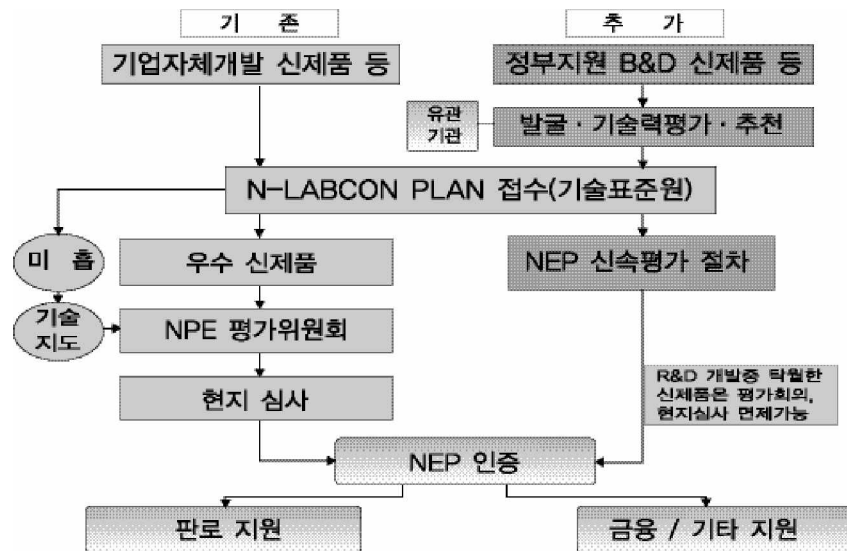 기 존
추 가
기업자체개발 신제품 등
정부지원 B&D 신제품 등
유관
기관
발굴·기술력평가·추천
N-LABCON PLAN 접수(기술표준원)
미 흡
우수 신제품
NEP 신속평가 절차
기술
지도
NPE 평가위원회
현지 심사
R&D 개발중 탁월한
신제품은 평가회의,
현지심사 면제가능
NEP 인증
판로 지원
금융 / 기타 지원